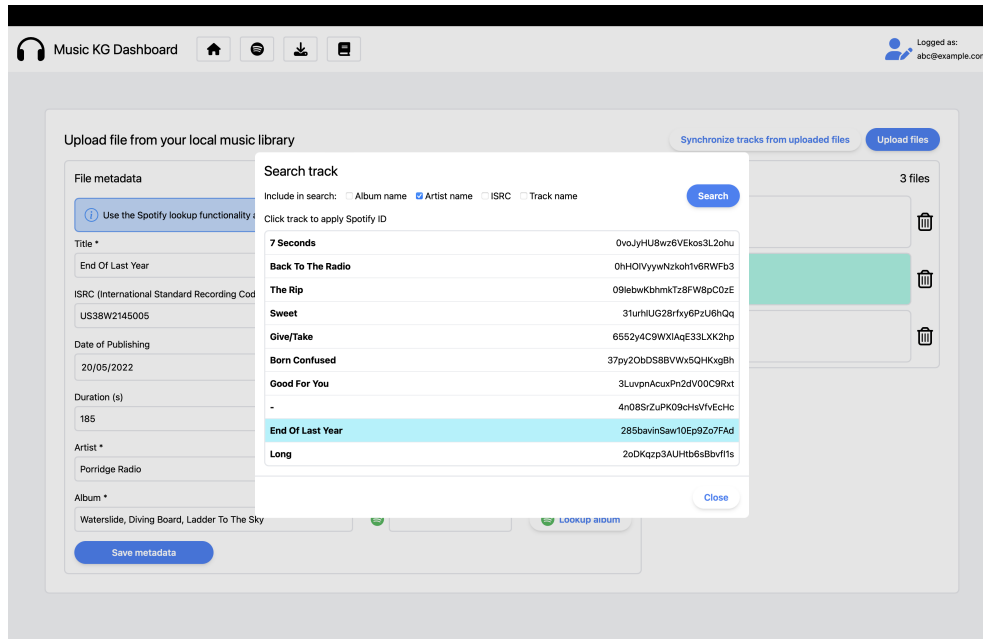 Music KG Dashboard
Logged as:
abc@example.com
Upload file from your local music library
Synchronize tracks from uploaded files
Upload files
File metadata
3 files
Use the Spotify lookup functionality
Title *
End Of Last Year
ISRC (International Standard Recording Cod
US38W2145005
Date of Publishing
20/05/2022
Duration (s)
185
Artist *
Porridge Radio
Album *
Waterslide, Diving Board, Ladder To The Sky
Lookup album
Save metadata
Search track
Include in search: Album name Artist name ISRC Track name
Search
Click track to apply Spotify ID
7 Seconds 0voJyHU8wz6VEkos3L2ohu
Back To The Radio 0hHOIVyywNzkoh1v6RWFb3
The Rip 09lebwKbhmkTz8FW8pC0zE
Sweet 31urhlUG28rfxy6PzU6hQq
Give/Take 6552y4C9WXlAqE33LXK2hp
Born Confused 37py2ObDS8BVWx5QHKxgBh
Good For You 3LuvpnAcuxPn2dV00C9Rxt
- 4n08SrZuPK09cHsVfvEcHc
End Of Last Year 285bavinSaw10Ep9Zo7FAd
Long 2oDKqzp3AUHtb6sBbvfl1s
Close